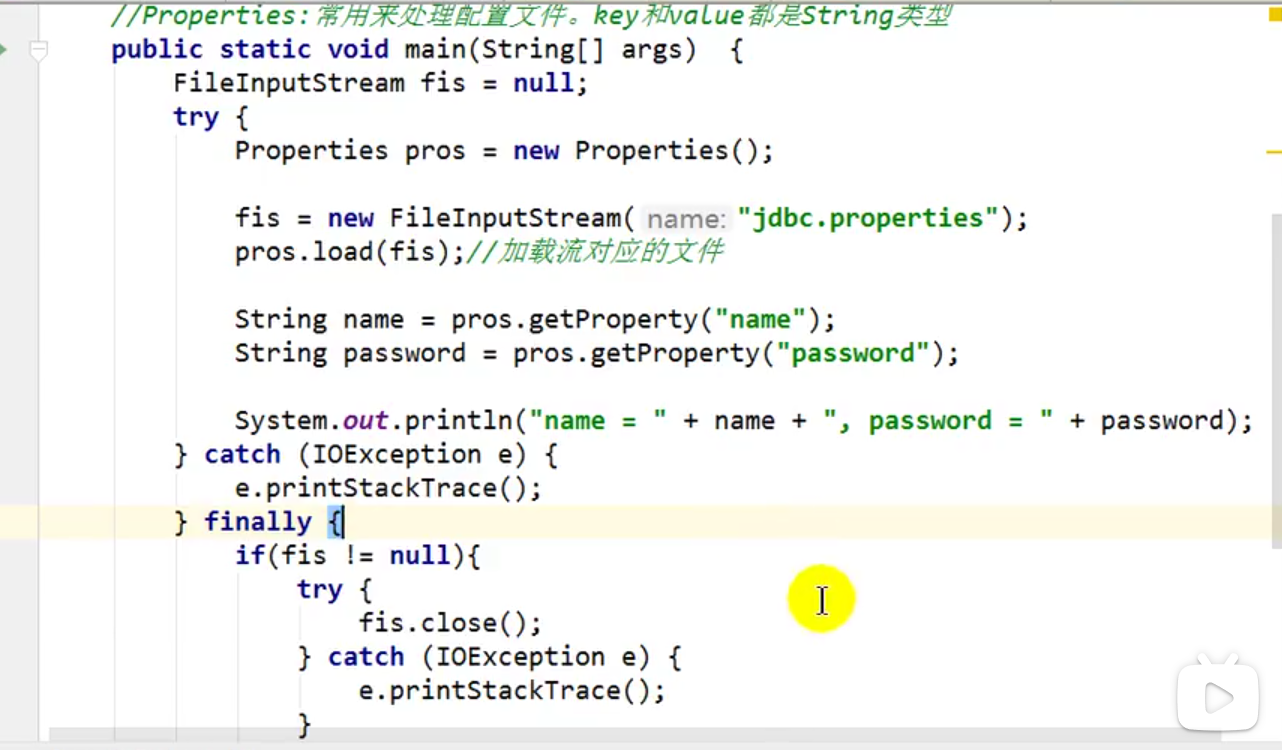 //Properties:常用来处理配置文件。key和value都是String类型
public static void main(String[] args)  {
FileInputStream fis = null;
try {
Properties pros = new Properties();
fis = new FileInputStream( name: "jdbc.properties");
pros.load(fis);//加载流对应的文件
String name = pros.getProperty("name");
String password = pros.getProperty("password");
System.out.println("name = " + name + ", password = " + password);
} catch (IOException e) {
e.printStackTrace();
} finally {
if(fis != null){
try {
fis.close();
} catch (IOException e) {
e.printStackTrace();
}